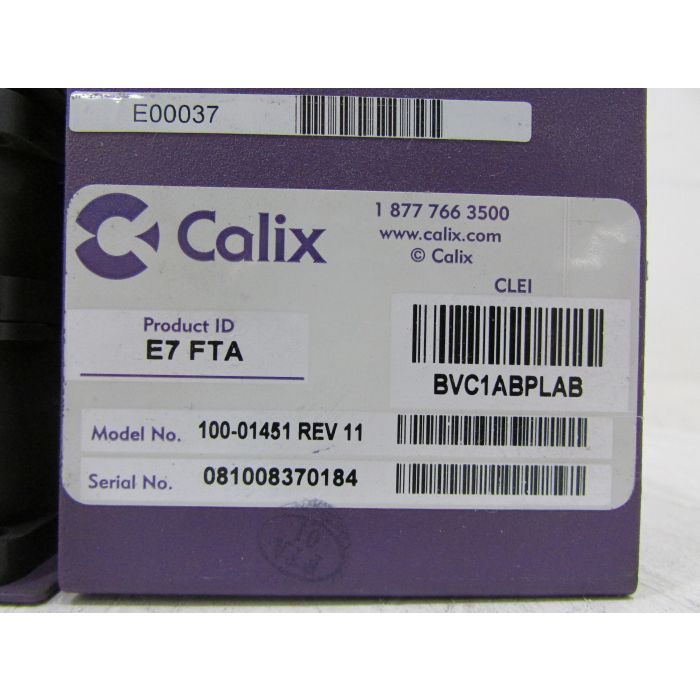 E00037
Calix
1 877 766 3500
www.calix.com
© Calix
CLEI
Product ID
E7 FTA
BVC1ABPLAB
Model No. 100-01451 REV 11
Serial No. 081008370184